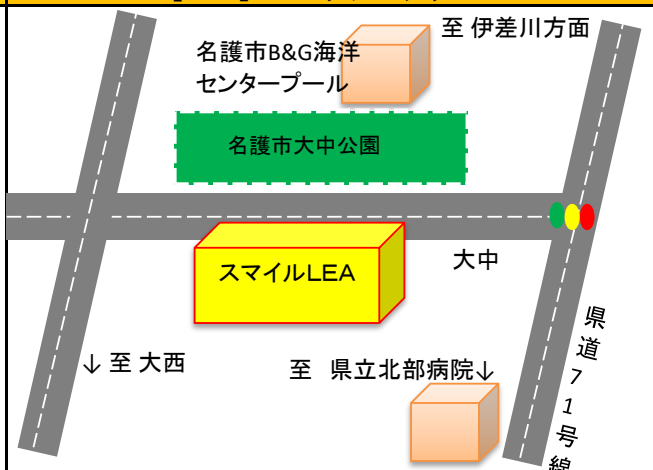 至 伊差川方面
名護市B&G海洋
センタープール
名護市大中公園
スマイルLEA
大中
↓ 至 大西
至 県立北部病院↓
県道71号線